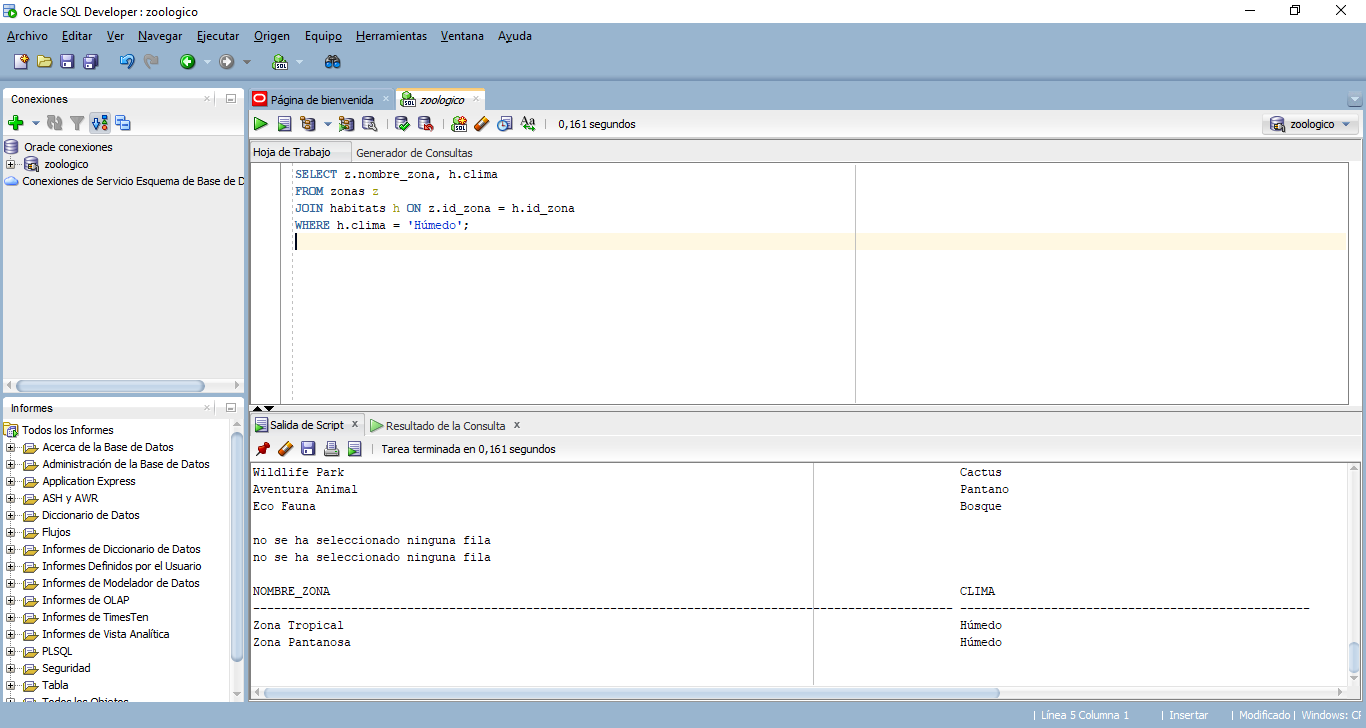 Oracle SQL Developer : zoologico
Archivo Editar Ver Navegar Ejecutar Origen Equipo Herramientas Ventana Ayuda
Conexiones
Oracle conexiones
zoologico
Conexiones de Servicio Esquema de Base de D
Informes
Todos los Informes
Acerca de la Base de Datos
Administración de la Base de Datos
Application Express
ASH y AWR
Diccionario de Datos
Flujos
Informes de Diccionario de Datos
Informes Definidos por el Usuario
Informes de Modelador de Datos
Informes de OLAP
Informes de TimesTen
Informes de Vista Analítica
PLSQL
Seguridad
Tabla
Todos los Objetos
Página de bienvenida zoologico
0,161 segundos
zoologico
Hoja de Trabajo Generador de Consultas
SELECT z.nombre_zona, h.clima
FROM zonas z
JOIN habitats h ON z.id_zona = h.id_zona
WHERE h.clima = 'Húmedo';
Salida de Script Resultado de la Consulta
Tarea terminada en 0,161 segundos
Wildlife Park Cactus
Aventura Animal Pantano
Eco Fauna Bosque
no se ha seleccionado ninguna fila
no se ha seleccionado ninguna fila
NOMBRE_ZONA CLIMA
Zona Tropical Húmedo
Zona Pantanosa Húmedo
Línea 5 Columna 1 Insertar Modificado Windows: CR